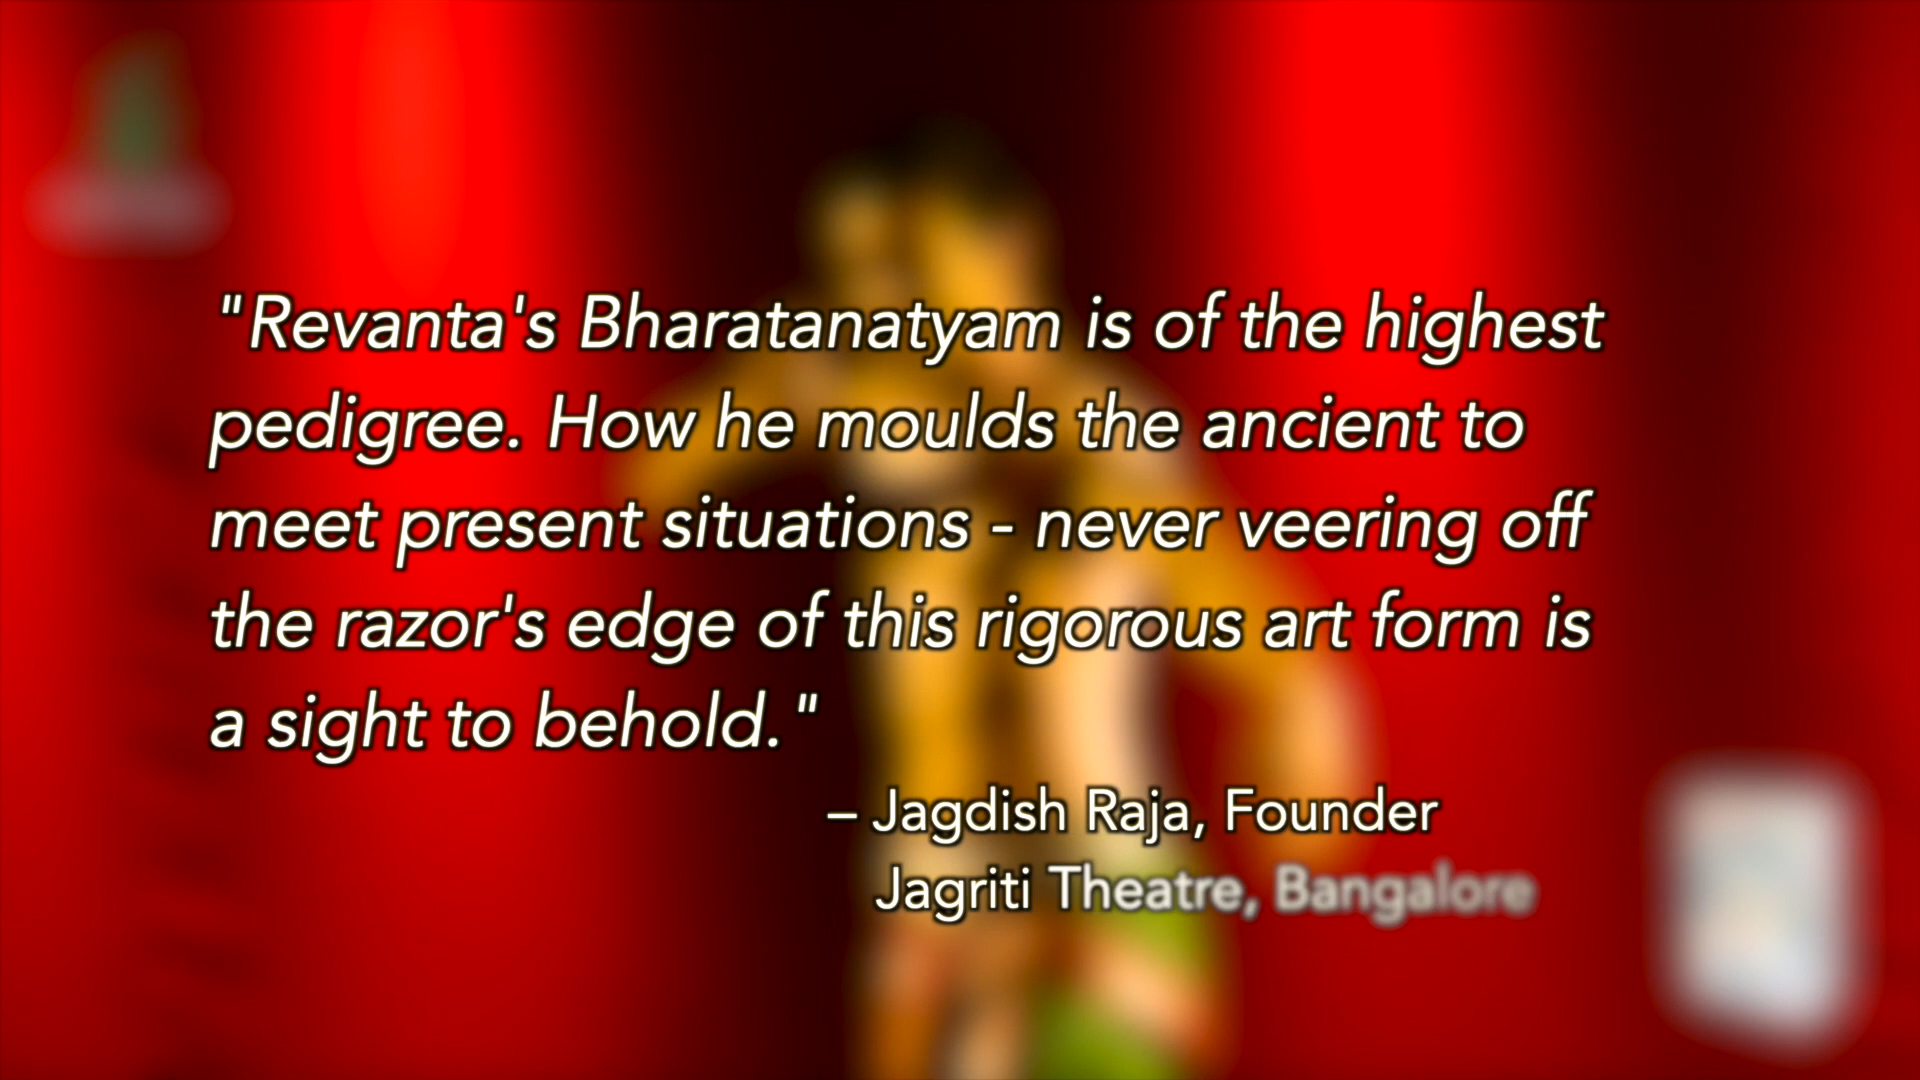 "Revanta's Bharatanatyam is of the highest
pedigree. How he moulds the ancient to
meet present situations - never veering off
the razor's edge of this rigorous art form is
a sight to behold."
– Jagdish Raja, Founder
Jagriti Theatre, Bangalore